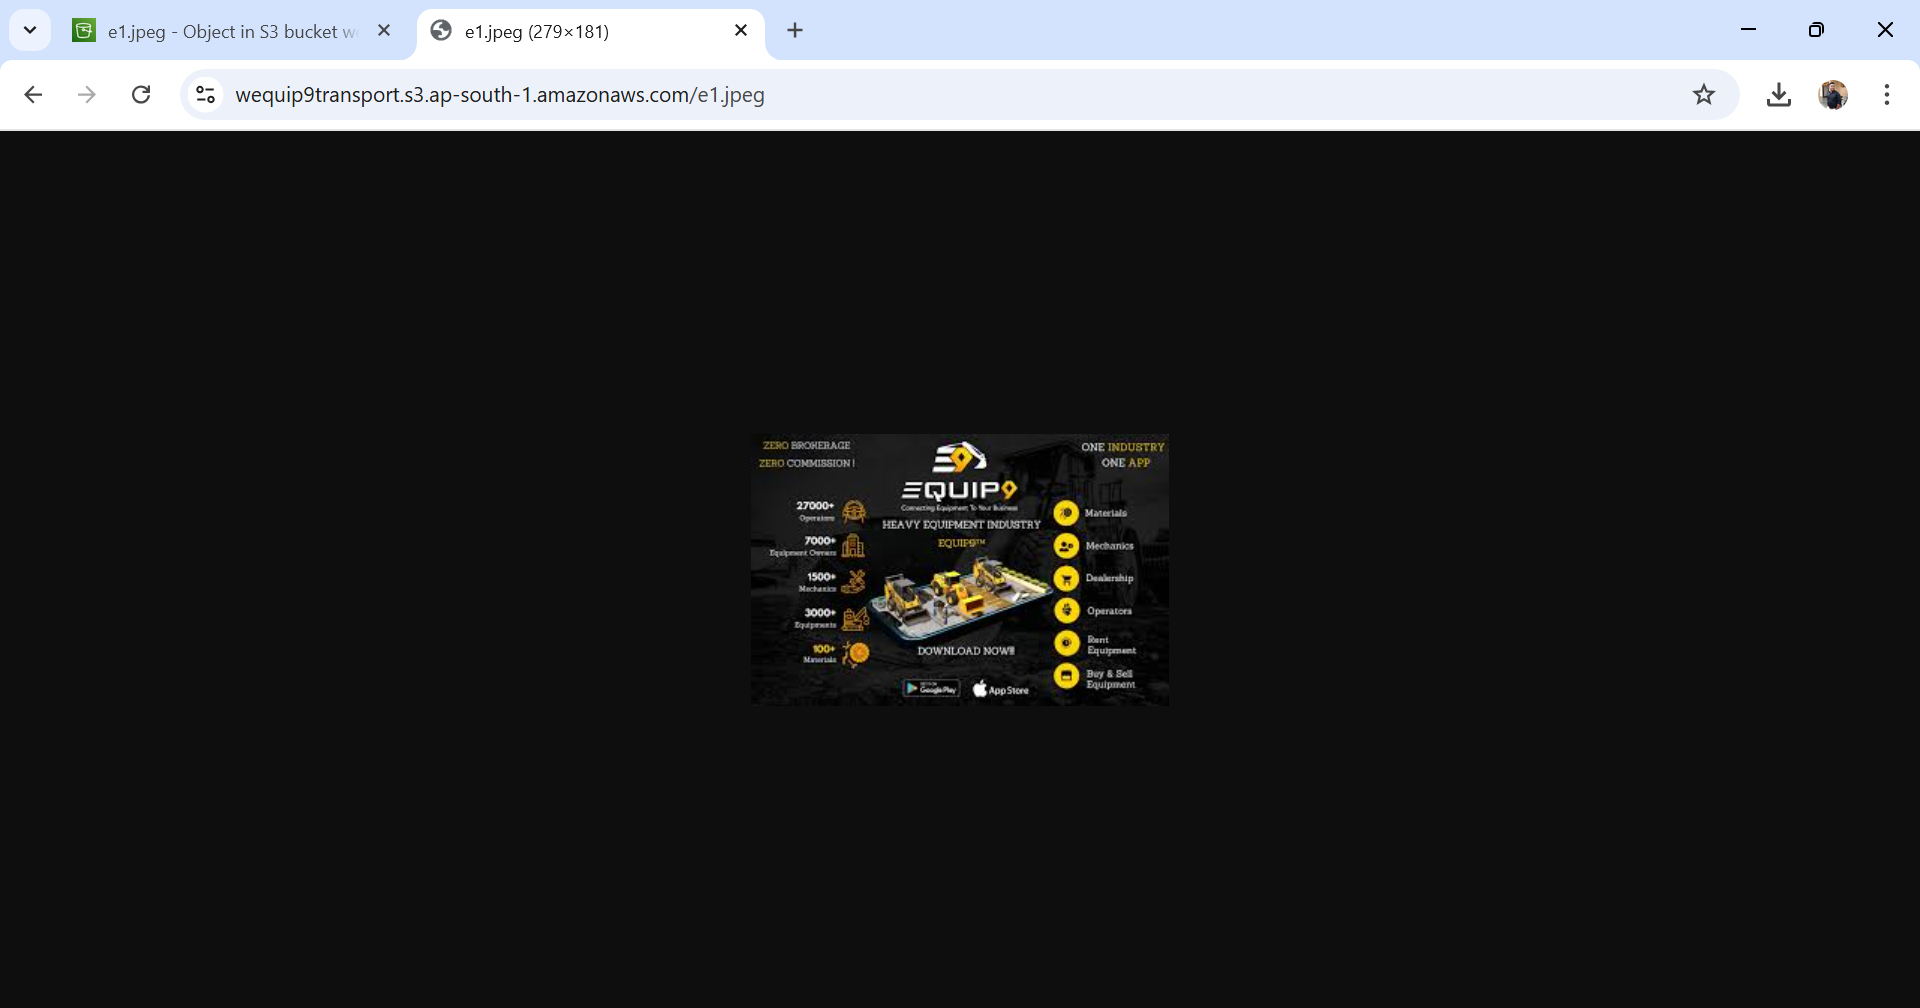 e1.jpeg - Object in S3 bucket we
e1.jpeg (279×181)
wequip9transport.s3.ap-south-1.amazonaws.com/e1.jpeg
ZERO BROKERAGE
ZERO COMMISSION!
ONE INDUSTRY
ONE APP
EQUIP9
Connecting Equipment To Your Business
HEAVY EQUIPMENT INDUSTRY
EQUIP9™
27000+
Operators
7000+
Equipment Owners
1500+
Mechanics
3000+
Equipments
100+
Materials
Materials
Mechanics
Dealership
Operators
Rent
Equipment
Buy & Sell
Equipment
DOWNLOAD NOW!!
Google Play
App Store